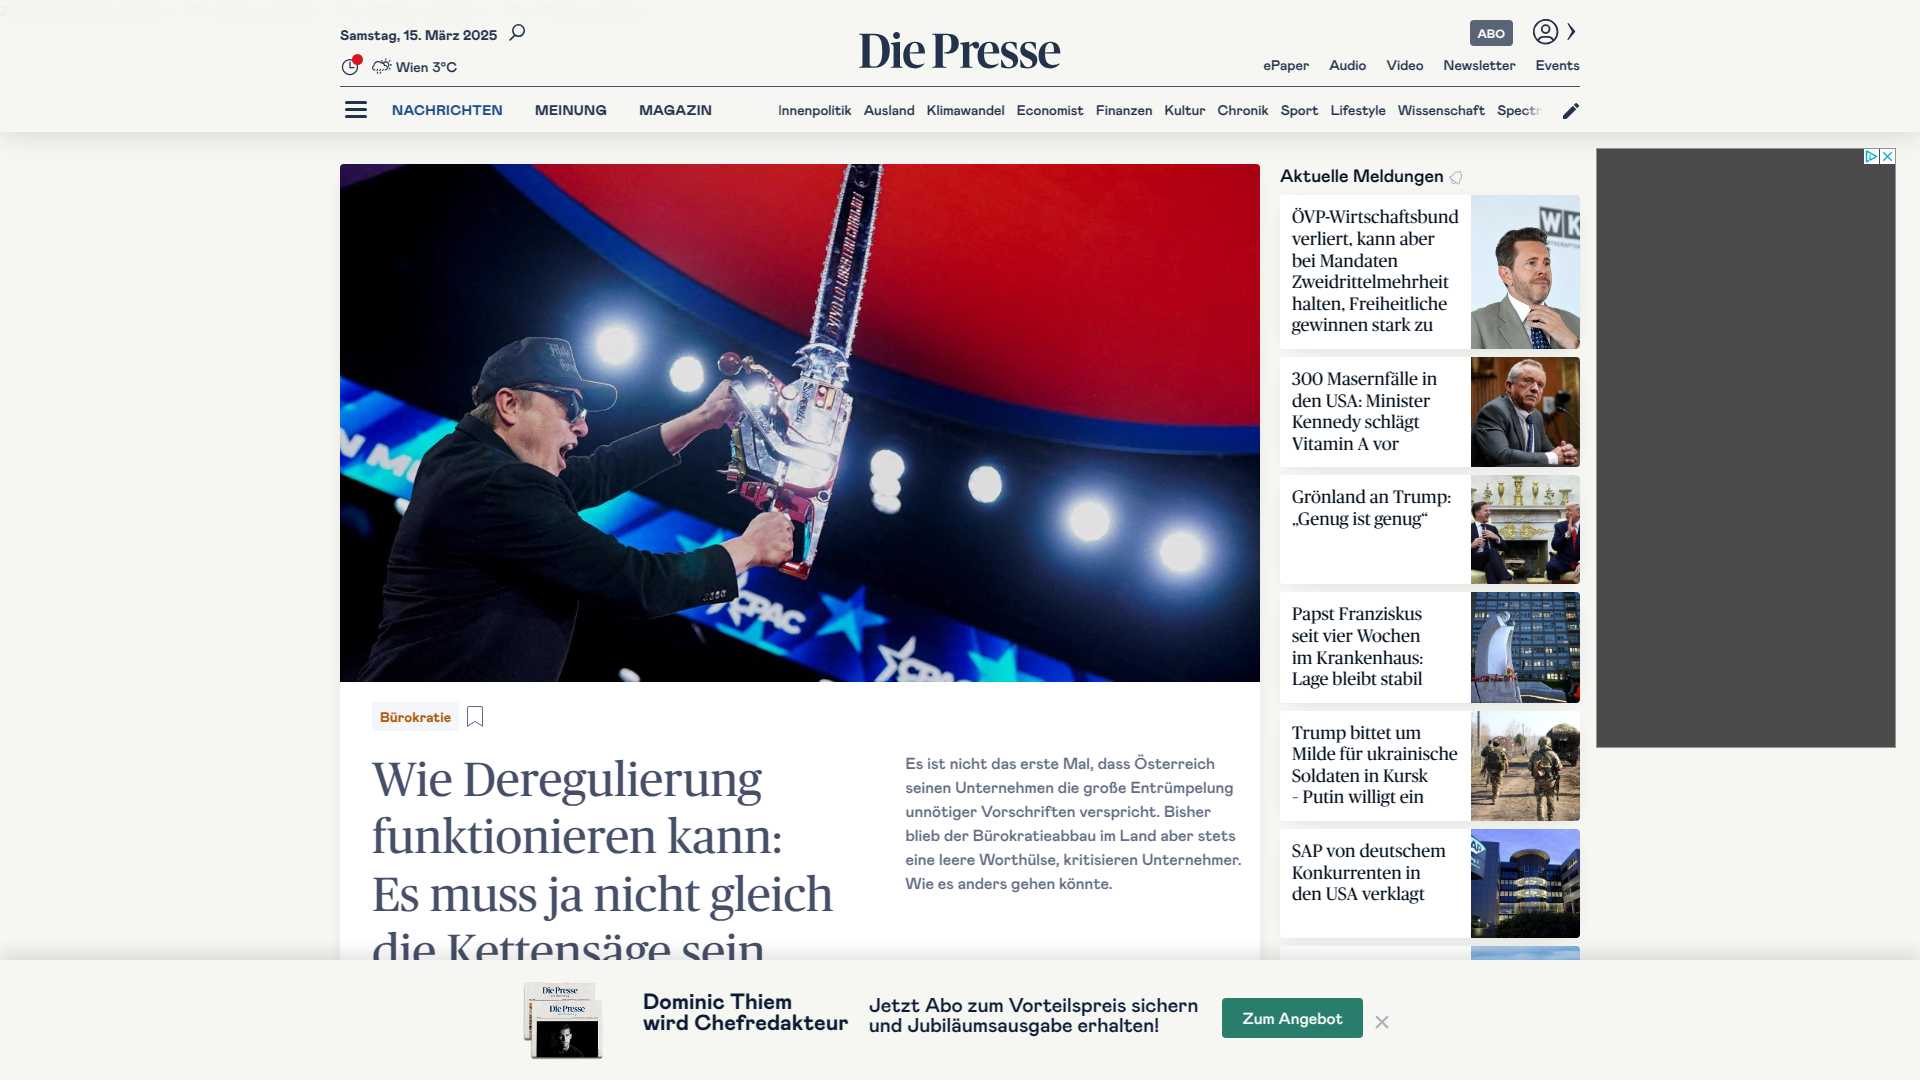 Samstag, 15. März 2025
Wien 3°C
Die Presse
ABO
ePaper Audio Video Newsletter Events
NACHRICHTEN MEINUNG MAGAZIN
Innenpolitik Ausland Klimawandel Economist Finanzen Kultur Chronik Sport Lifestyle Wissenschaft Spectr
VIVA LA LIBERTAD CARAJO
CPAC
CPAC
Bürokratie
Wie Deregulierung
funktionieren kann:
Es muss ja nicht gleich
die Kettensäge sein
Es ist nicht das erste Mal, dass Österreich
seinen Unternehmen die große Entrümpelung
unnötiger Vorschriften verspricht. Bisher
blieb der Bürokratieabbau im Land aber stets
eine leere Worthülse, kritisieren Unternehmer.
Wie es anders gehen könnte.
Aktuelle Meldungen
ÖVP-Wirtschaftsbund
verliert, kann aber
bei Mandaten
Zweidrittelmehrheit
halten, Freiheitliche
gewinnen stark zu
WK
300 Masernfälle in
den USA: Minister
Kennedy schlägt
Vitamin A vor
Grönland an Trump:
„Genug ist genug“
Papst Franziskus
seit vier Wochen
im Krankenhaus:
Lage bleibt stabil
Trump bittet um
Milde für ukrainische
Soldaten in Kursk
- Putin willigt ein
SAP von deutschem
Konkurrenten in
den USA verklagt
SAP
Die Presse
Die Presse
Dominic Thiem
wird Chefredakteur
Jetzt Abo zum Vorteilspreis sichern
und Jubiläumsausgabe erhalten!
Zum Angebot